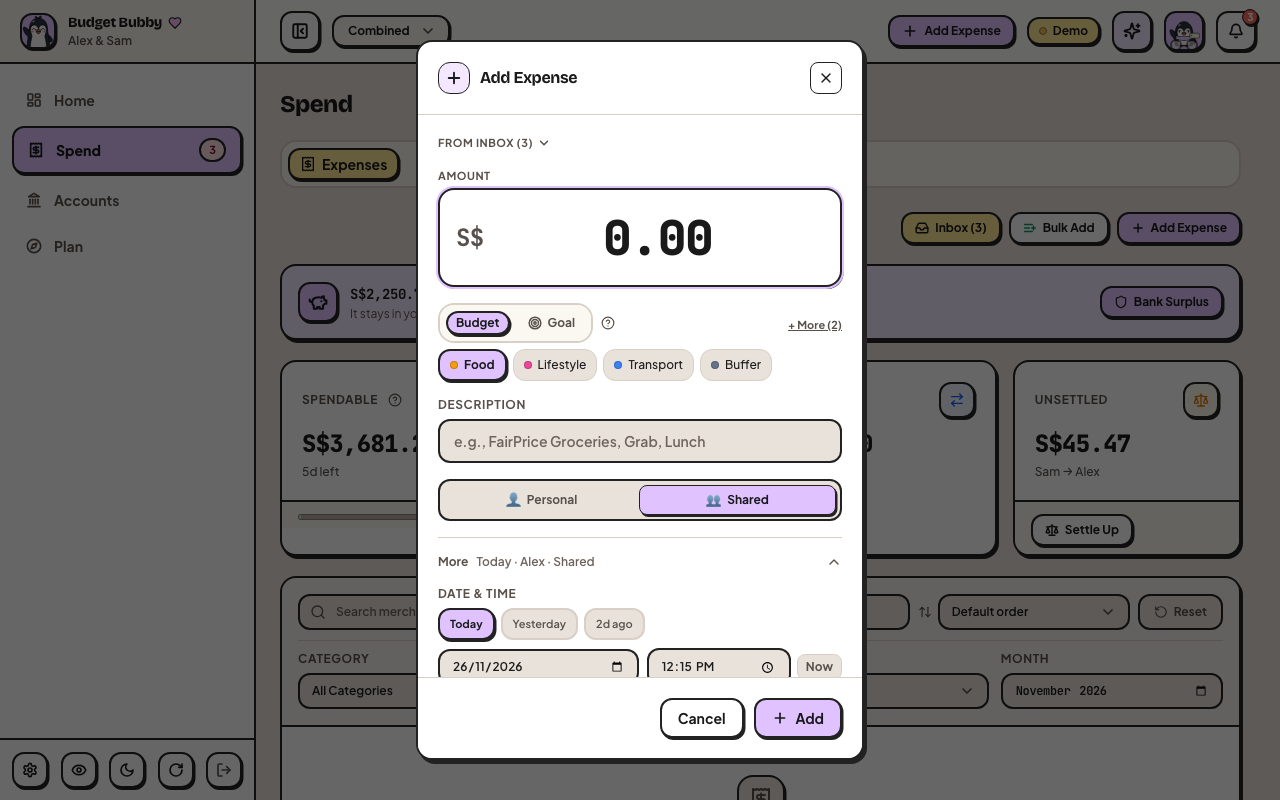 Budget Bubby
Alex & Sam
Combined
Add Expense
Demo
3
Home
Spend
3
Accounts
Plan
Spend
Expenses
Inbox (3)
Bulk Add
Add Expense
S$2,250.
It stays in yo
Bank Surplus
SPENDABLE
S$3,681.2
5d left
UNSETTLED
S$45.47
Sam → Alex
Settle Up
Search merch
Default order
Reset
CATEGORY
All Categories
MONTH
November 2026
Add Expense
FROM INBOX (3)
AMOUNT
S$
0.00
Budget
Goal
+ More (2)
Food
Lifestyle
Transport
Buffer
DESCRIPTION
e.g., FairPrice Groceries, Grab, Lunch
Personal
Shared
More Today · Alex · Shared
DATE & TIME
Today
Yesterday
2d ago
26/11/2026
12:15 PM
Now
Cancel
Add